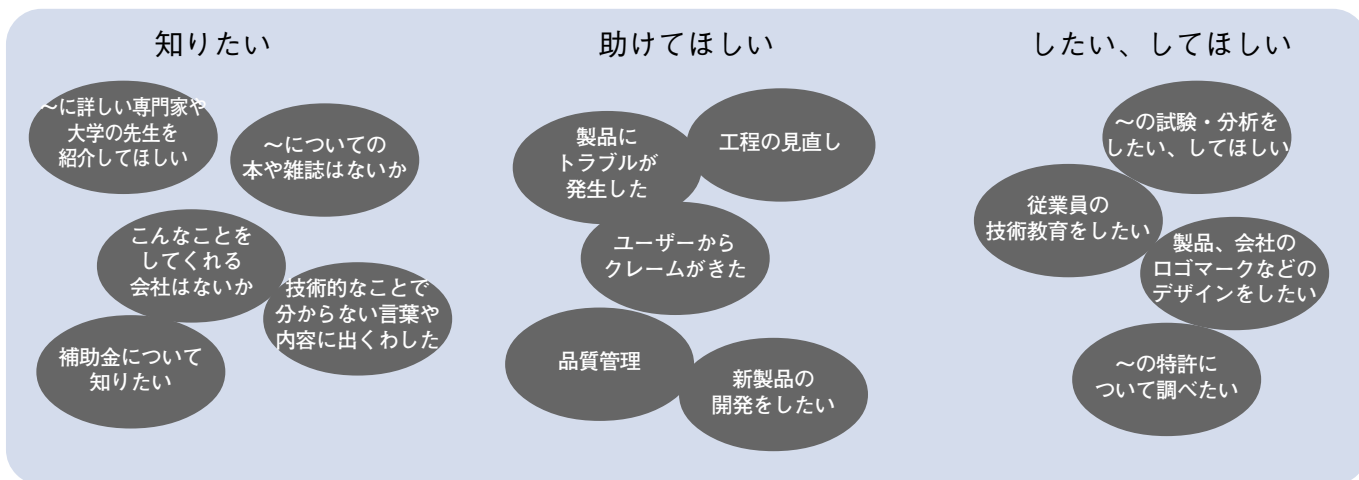 知りたい
～に詳しい専門家や
大学の先生を
紹介してほしい
～についての
本や雑誌はないか
こんなことを
してくれる
会社はないか
技術的なことで
分からない言葉や
内容に出くわした
補助金について
知りたい
助けてほしい
製品に
トラブルが
発生した
工程の見直し
ユーザーから
クレームがきた
品質管理
新製品の
開発をしたい
したい、してほしい
～の試験・分析を
したい、してほしい
従業員の
技術教育をしたい
製品、会社の
ロゴマークなどの
デザインをしたい
～の特許に
ついて調べたい